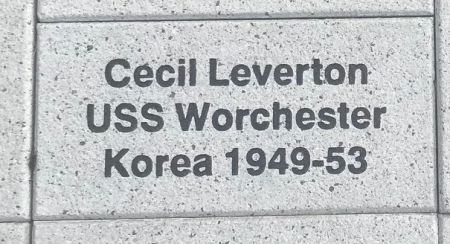 Cecil Leverton
USS Worchester
Korea 1949-53